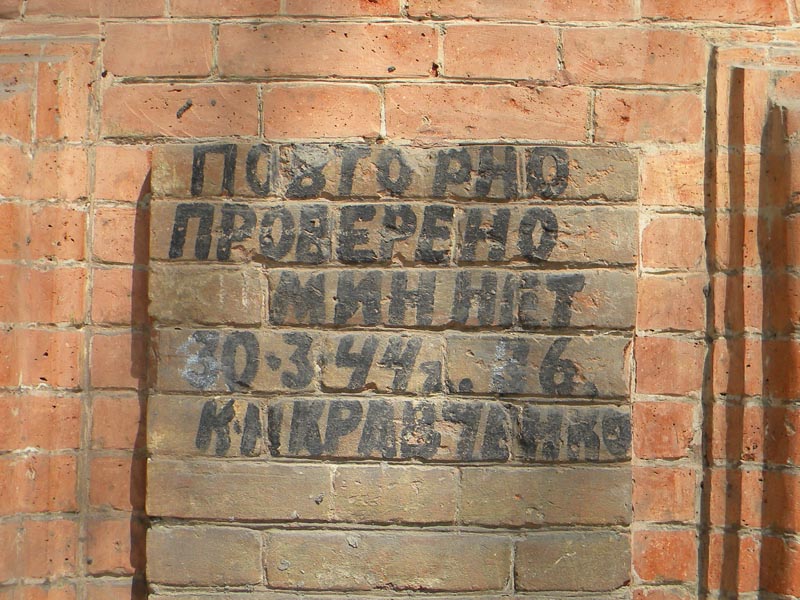 ПОВТОРНО
ПРОВЕРЕНО
МИН НЕТ
30·3·44г.
К-Н КРАВЧЕНКО